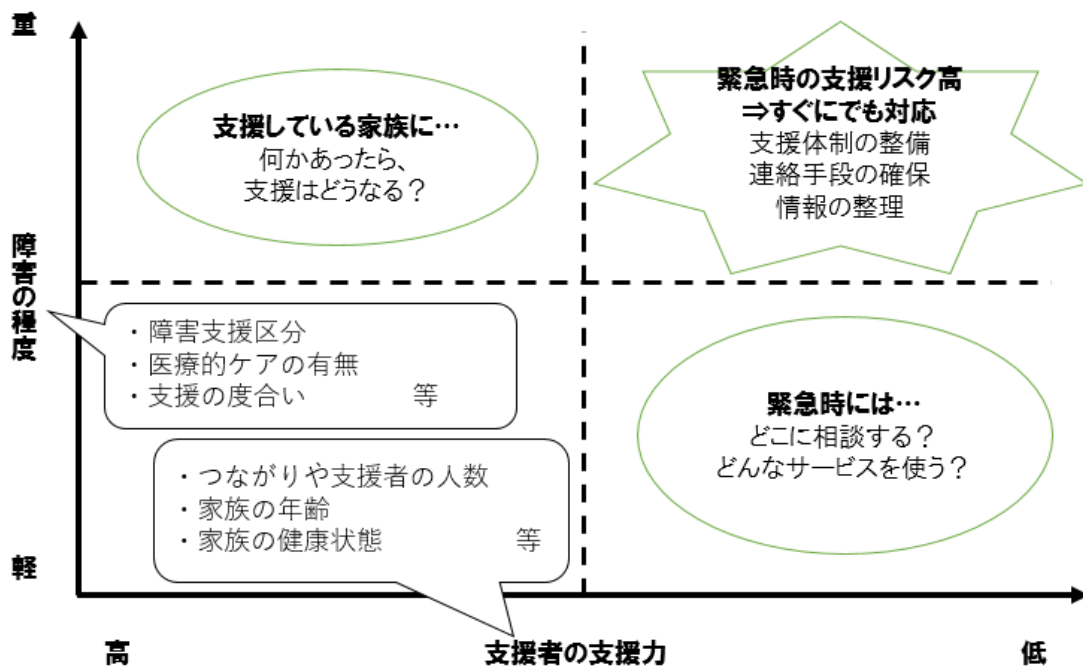 重
支援している家族に…
何かあったら、
支援はどうなる？
緊急時の支援リスク高
⇒すぐにでも対応
支援体制の整備
連絡手段の確保
情報の整理
障害の程度
・障害支援区分
・医療的ケアの有無
・支援の度合い　等
・つながりや支援者の人数
・家族の年齢
・家族の健康状態　等
緊急時には…
どこに相談する？
どんなサービスを使う？
軽
高
支援者の支援力
低